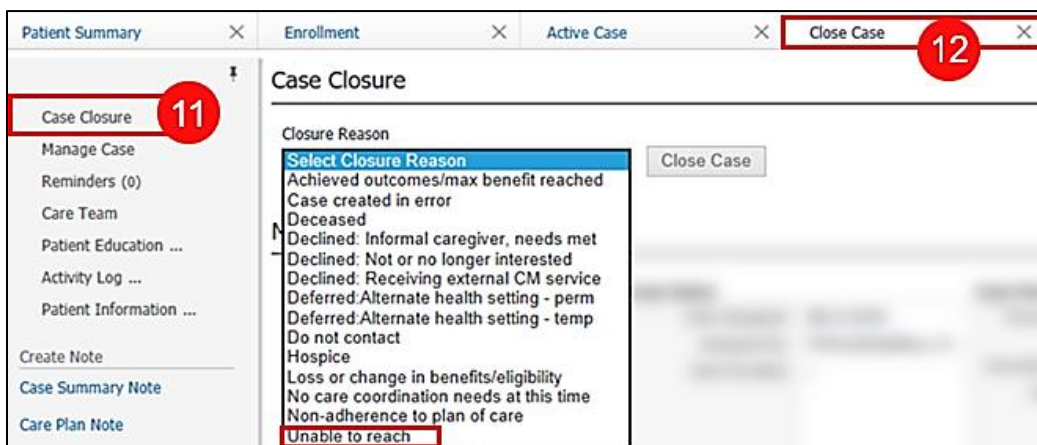 Patient Summary
Enrollment
Active Case
Close Case
12
Case Closure
11
Manage Case
Reminders (0)
Care Team
Patient Education ...
Activity Log ...
Patient Information ...
Create Note
Case Summary Note
Care Plan Note
Case Closure
Closure Reason
Select Closure Reason
Close Case
Achieved outcomes/max benefit reached
Case created in error
Deceased
Declined: Informal caregiver, needs met
Declined: Not or no longer interested
Declined: Receiving external CM service
Deferred:Alternate health setting - perm
Deferred:Alternate health setting - temp
Do not contact
Hospice
Loss or change in benefits/eligibility
No care coordination needs at this time
Non-adherence to plan of care
Unable to reach